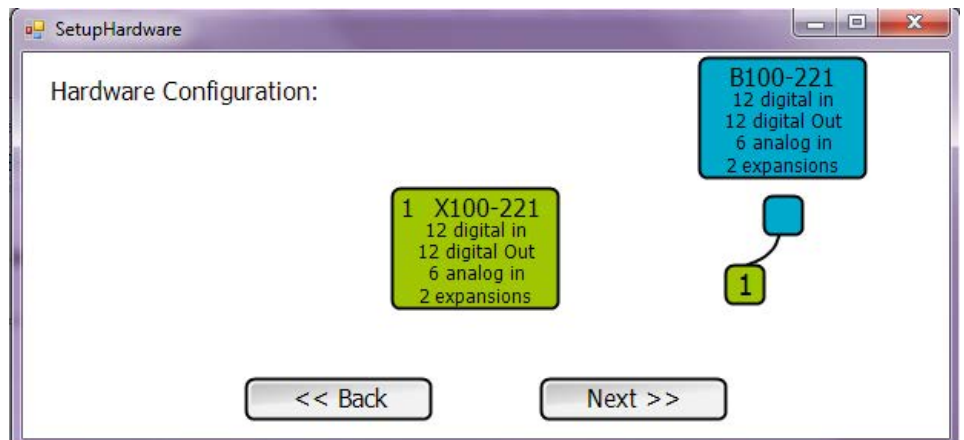 SetupHardware
Hardware Configuration:
B100-221
12 digital in
12 digital Out
6 analog in
2 expansions
1 X100-221
12 digital in
12 digital Out
6 analog in
2 expansions
1
<< Back
Next >>